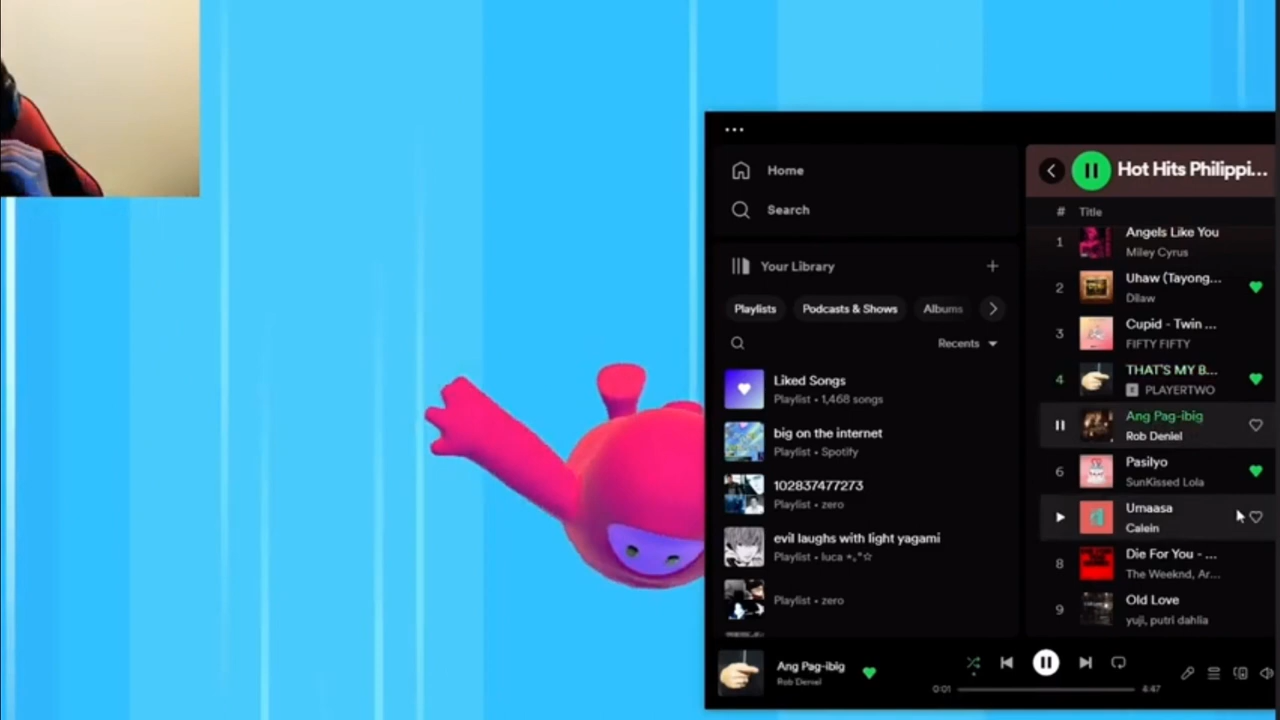 Home
Search
Your Library
Playlists
Podcasts & Shows
Albums
Recents
Liked Songs
Playlist • 1,468 songs
big on the internet
Playlist • Spotify
102837477273
Playlist • zero
evil laughs with light yagami
Playlist • luca ⋆｡°☆
Playlist • zero
Hot Hits Philippi...
# Title
1 Angels Like You
Miley Cyrus
2 Uhaw (Tayong...
Dilaw
3 Cupid - Twin ...
FIFTY FIFTY
4 THAT'S MY B...
E PLAYERTWO
Ang Pag-ibig
Rob Deniel
6 Pasilyo
SunKissed Lola
Umaasa
Calein
8 Die For You - ...
The Weeknd, Ar...
9 Old Love
yuji, putri dahlia
Ang Pag-ibig
Rob Deniel
0:01
4:47